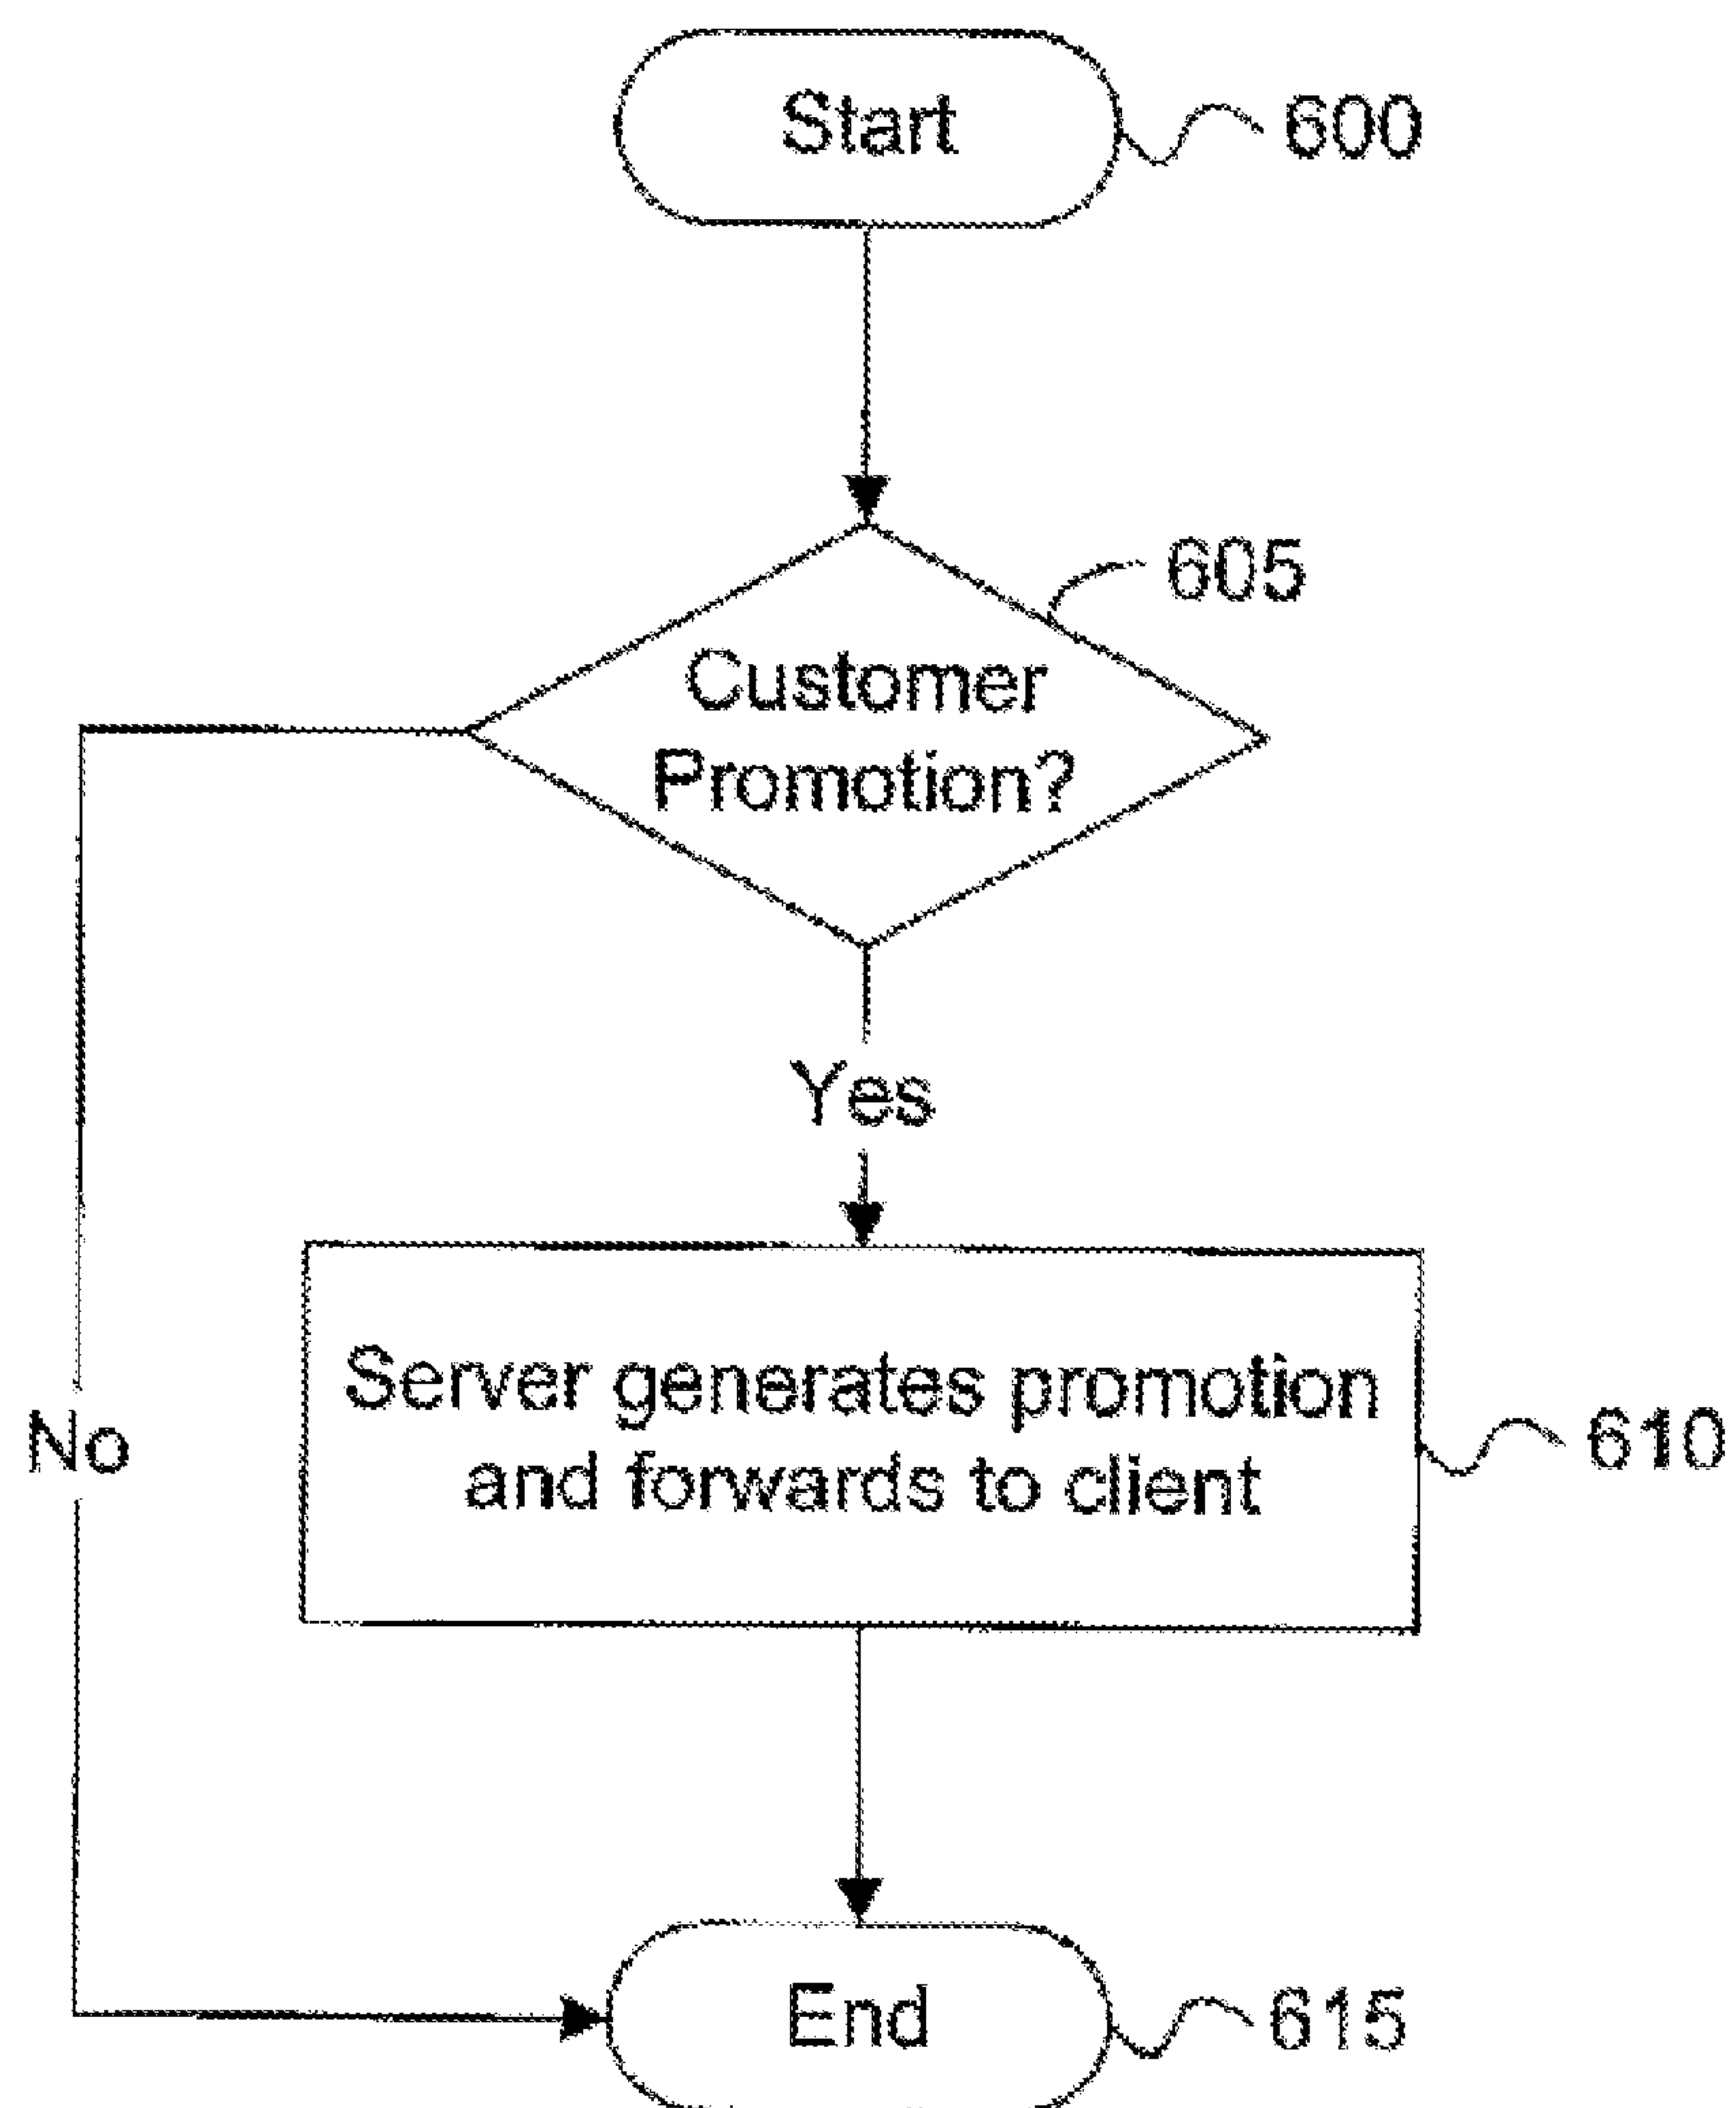 Start
600
605
Customer
Promotion?
Yes
Server generates promotion
and forwards to client
610
No
End
615